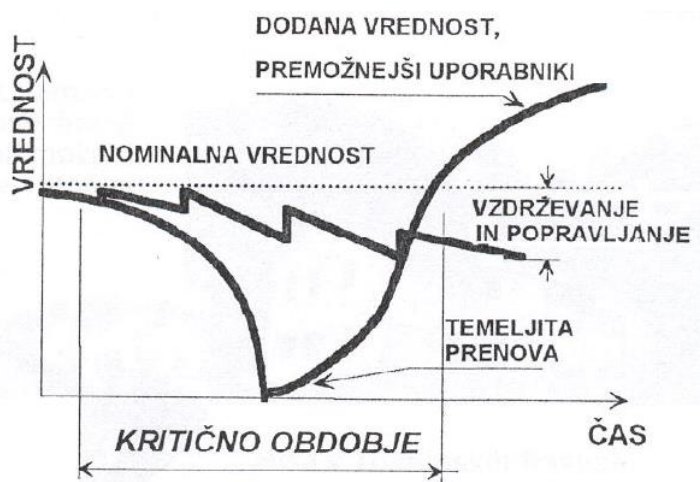 DODANA VREDNOST,
PREMOŽNEJŠI UPORABNIKI
VREDNOST
NOMINALNA VREDNOST
VZDRŽEVANJE
IN POPRAVLJANJE
TEMELJITA
PRENOVA
ČAS
KRITIČNO OBDOBJE